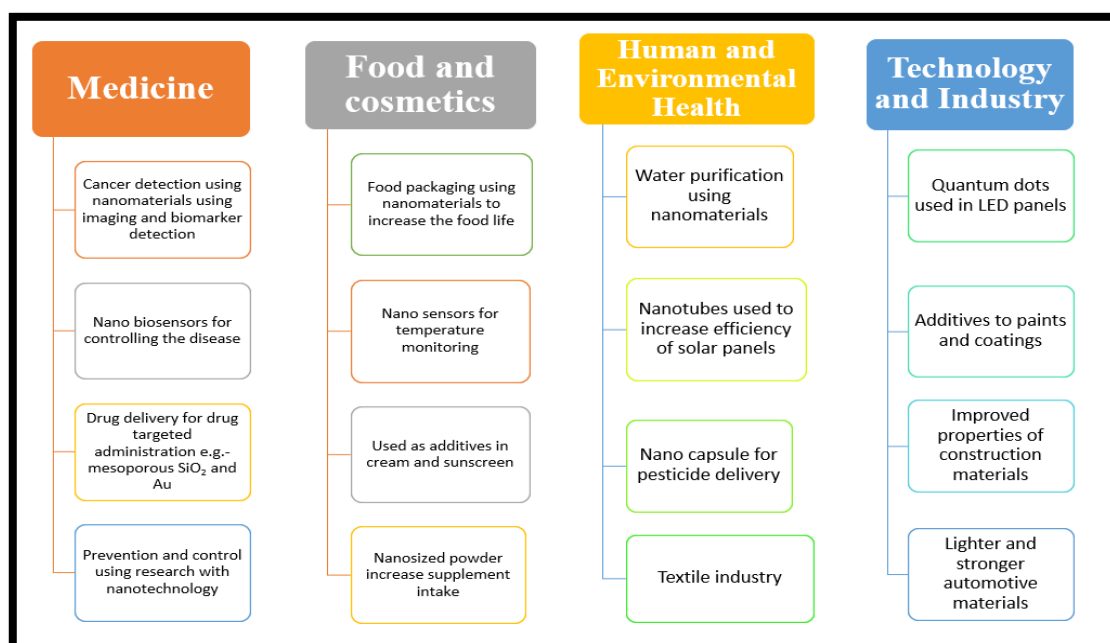 Medicine
Cancer detection using
nanomaterials using
imaging and biomarker
detection
Nano biosensors for
controlling the disease
Drug delivery for drug
targeted
administration e.g.-
mesoporous SiO₂ and
Au
Prevention and control
using research with
nanotechnology
Food and
cosmetics
Food packaging using
nanomaterials to
increase the food life
Nano sensors for
temperature
monitoring
Used as additives in
cream and sunscreen
Nanosized powder
increase supplement
intake
Human and
Environmental
Health
Water purification
using
nanomaterials
Nanotubes used to
increase efficiency
of solar panels
Nano capsule for
pesticide delivery
Textile industry
Technology
and Industry
Quantum dots
used in LED panels
Additives to paints
and coatings
Improved
properties of
construction
materials
Lighter and
stronger
automotive
materials